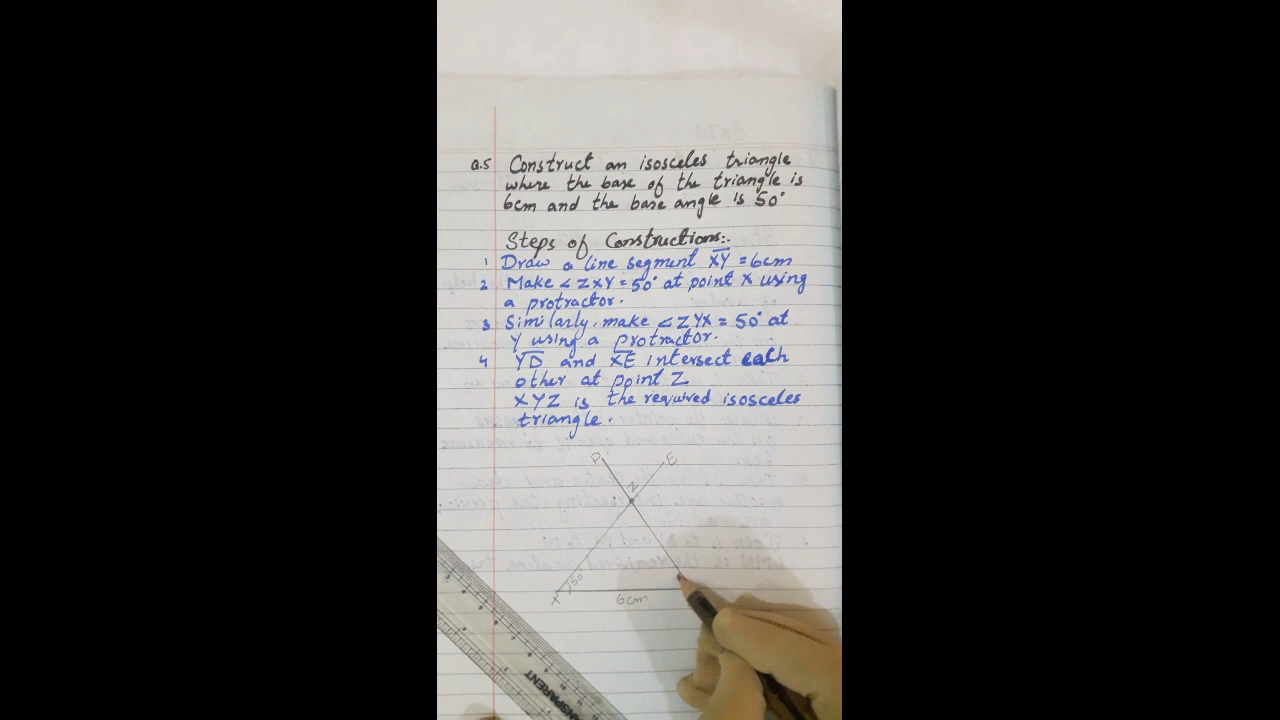 Q.5 Construct an isosceles triangle
where the base of the triangle is
6cm and the base angle is 50°
Steps of Constructions:.
1 Draw a line segment XY = 6cm
2 Make ∠ZXY = 50° at point X using
a protractor.
3 Similarly, make ∠ZYX = 50° at
Y using a protractor.
4 YD and XE intersect each
other at point Z
XYZ is the required isosceles
triangle.
E
Z
50
X
6cm